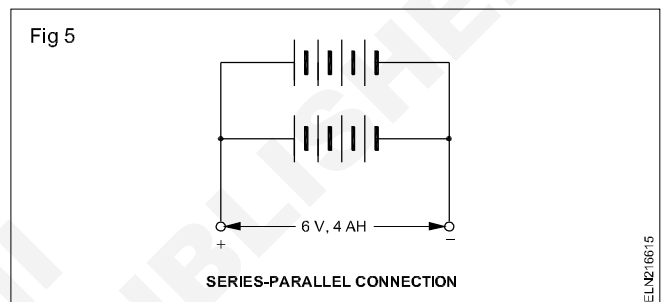 Fig 5
6 V, 4 AH
+ –
SERIES-PARALLEL CONNECTION
ELN216615